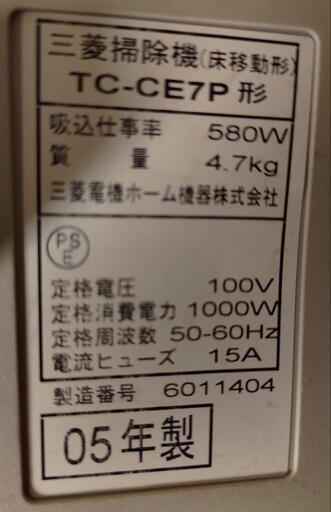 三菱掃除機(床移動形)
TC-CE7P 形
吸込仕事率 580W
質量 4.7kg
三菱電機ホーム機器株式会社
PS
E
定格電圧 100V
定格消費電力 1000W
定格周波数 50-60Hz
電流ヒューズ 15A
製造番号 6011404
05年製